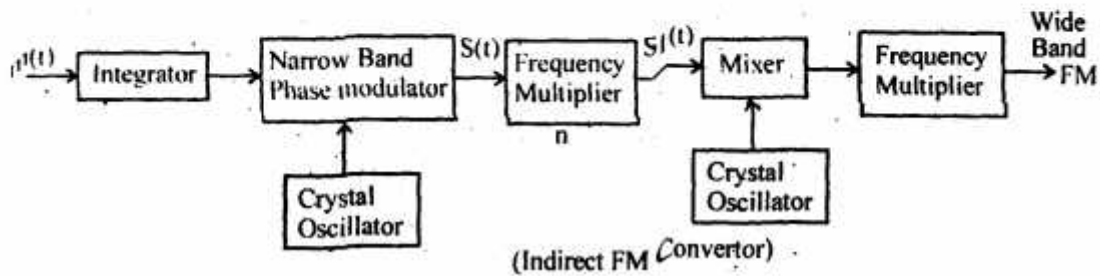 m(t)
Integrator
Narrow Band
Phase modulator
S(t)
Frequency
Multiplier
n
S1(t)
Mixer
Frequency
Multiplier
Wide
Band
FM
Crystal
Oscillator
Crystal
Oscillator
(Indirect FM Convertor)